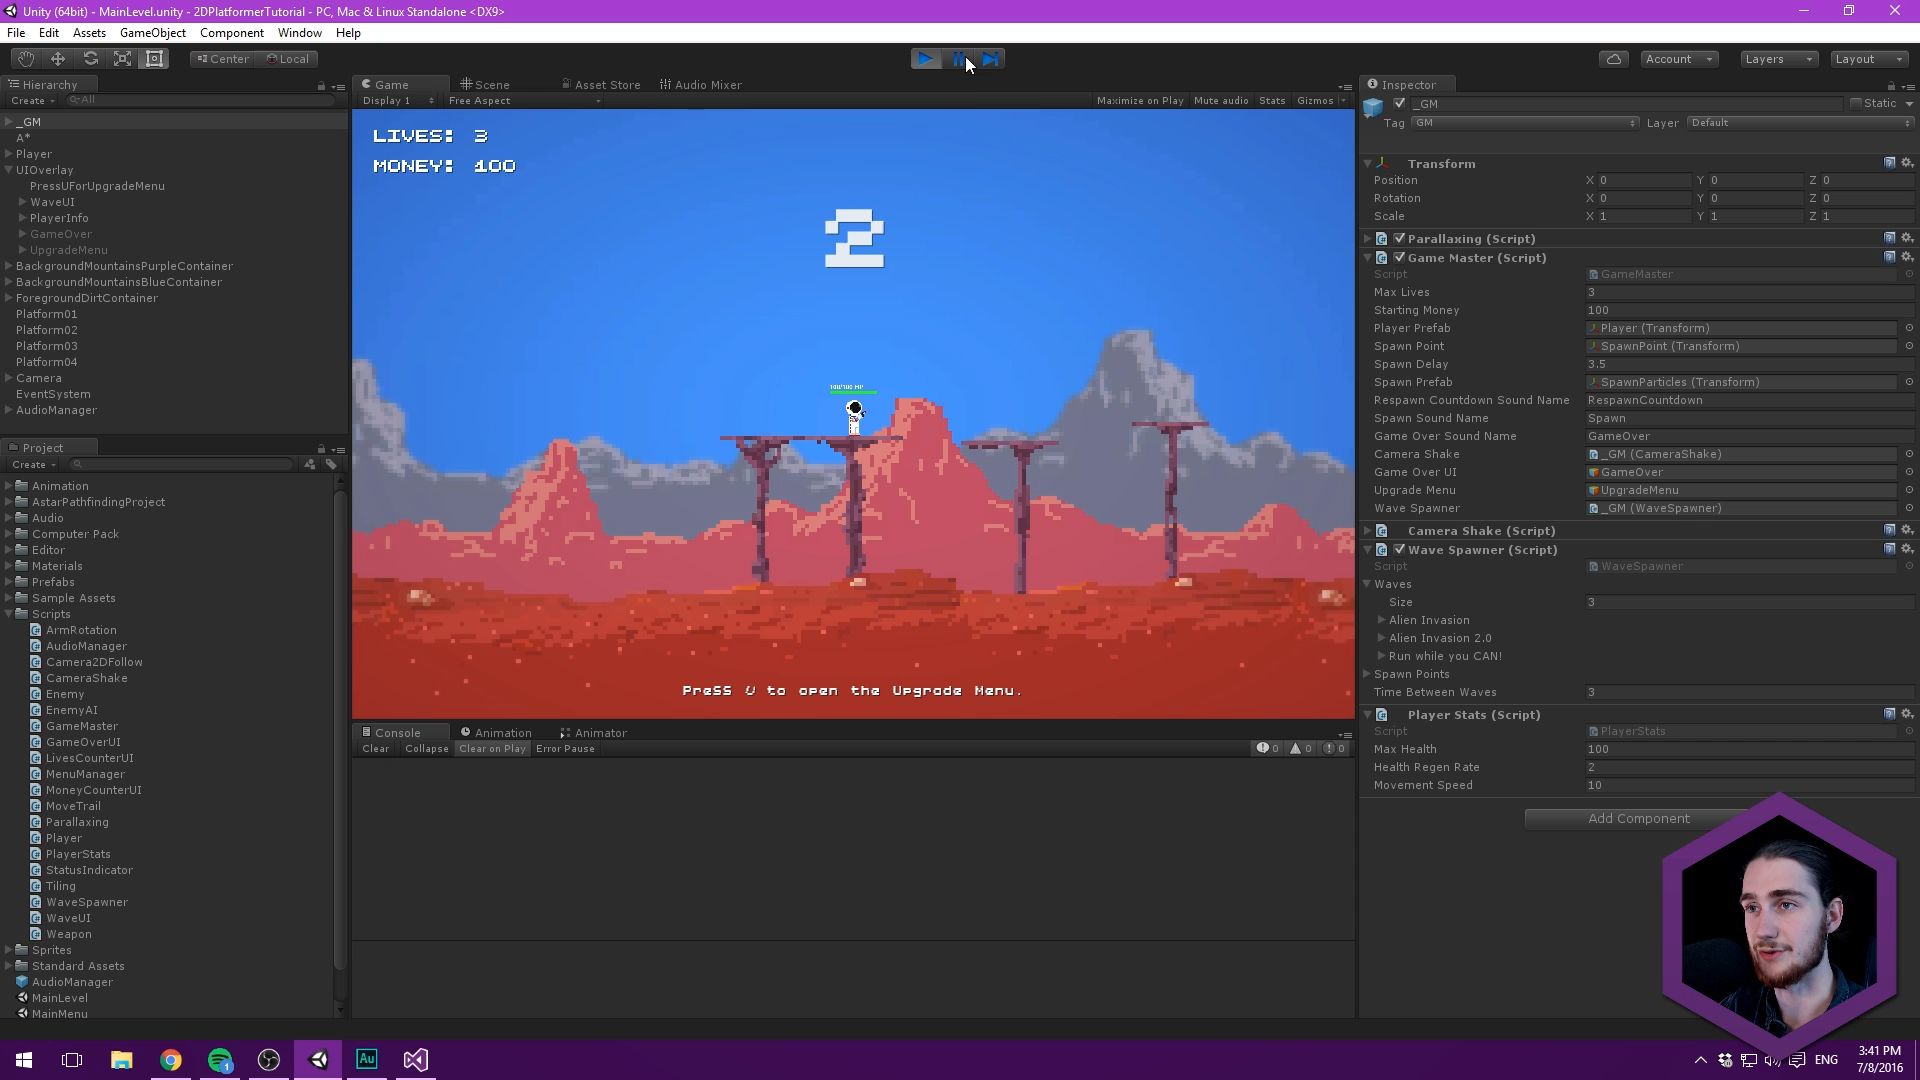 Unity (64bit) - MainLevel.unity - 2DPlatformerTutorial - PC, Mac & Linux Standalone <DX9>
File Edit Assets GameObject Component Window Help
Center Local Account Layers Layout
Hierarchy
Create All
_GM
A*
Player
UIOverlay
PressUForUpgradeMenu
WaveUI
PlayerInfo
GameOver
UpgradeMenu
BackgroundMountainsPurpleContainer
BackgroundMountainsBlueContainer
ForegroundDirtContainer
Platform01
Platform02
Platform03
Platform04
Camera
EventSystem
AudioManager
Project
Create
Animation
AstarPathfindingProject
Audio
Computer Pack
Editor
Materials
Prefabs
Sample Assets
Scripts
ArmRotation
AudioManager
Camera2DFollow
CameraShake
Enemy
EnemyAI
GameMaster
GameOverUI
LivesCounterUI
MenuManager
MoneyCounterUI
MoveTrail
Parallaxing
Player
PlayerStats
StatusIndicator
Tiling
WaveSpawner
WaveUI
Weapon
Sprites
Standard Assets
AudioManager
MainLevel
MainMenu
Game Scene Asset Store Audio Mixer
Display 1 Free Aspect Maximize on Play Mute audio Stats Gizmos
LIVES: 3
MONEY: 100
2
100/100 HP
Press U to open the Upgrade Menu.
Console Animation Animator
Clear Collapse Clear on Play Error Pause 0 0 0
Inspector
_GM Static
Tag GM Layer Default
Transform
Position X 0 Y 0 Z 0
Rotation X 0 Y 0 Z 0
Scale X 1 Y 1 Z 1
Parallaxing (Script)
Game Master (Script)
Script GameMaster
Max Lives 3
Starting Money 100
Player Prefab Player (Transform)
Spawn Point SpawnPoint (Transform)
Spawn Delay 3.5
Spawn Prefab SpawnParticles (Transform)
Respawn Countdown Sound Name RespawnCountdown
Spawn Sound Name Spawn
Game Over Sound Name GameOver
Camera Shake _GM (CameraShake)
Game Over UI GameOver
Upgrade Menu UpgradeMenu
Wave Spawner _GM (WaveSpawner)
Camera Shake (Script)
Wave Spawner (Script)
Script WaveSpawner
Waves
Size 3
Alien Invasion
Alien Invasion 2.0
Run while you CAN!
Spawn Points
Time Between Waves 3
Player Stats (Script)
Script PlayerStats
Max Health 100
Health Regen Rate 2
Movement Speed 10
Add Component
1 Au ENG
3:41 PM
7/8/2016